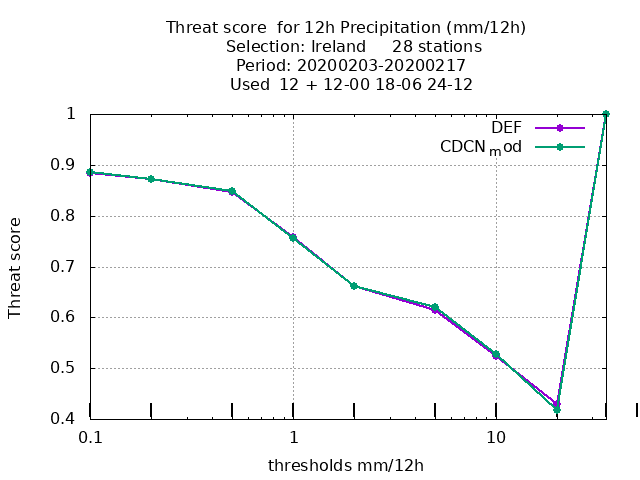 Threat score  for 12h Precipitation (mm/12h)
Selection: Ireland     28 stations
Period: 20200203-20200217
Used  12 + 12-00 18-06 24-12
1
0.9
0.8
0.7
0.6
0.5
0.4
Threat score
DEF
CDCNmod
0.1
1
10
thresholds mm/12h